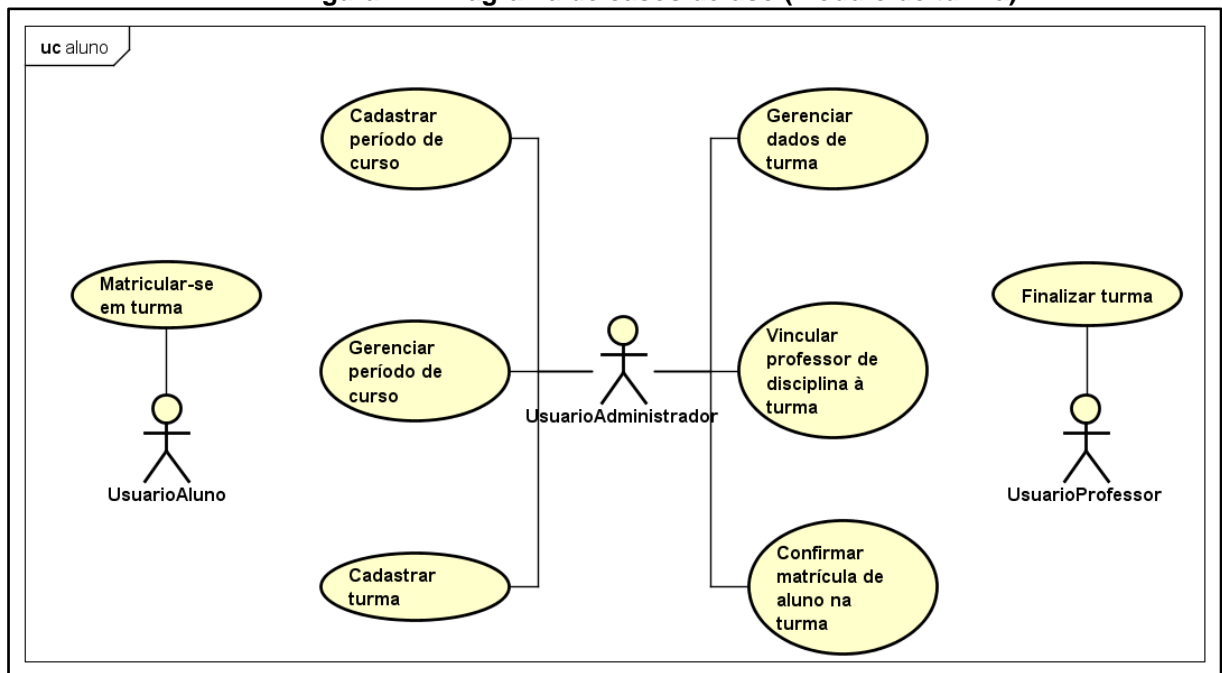 uc aluno
Cadastrar
período de
curso
Gerenciar
dados de
turma
Matricular-se
em turma
Finalizar turma
Gerenciar
período de
curso
Vincular
professor de
disciplina à
turma
UsuarioAdministrador
UsuarioAluno
UsuarioProfessor
Cadastrar
turma
Confirmar
matrícula de
aluno na
turma